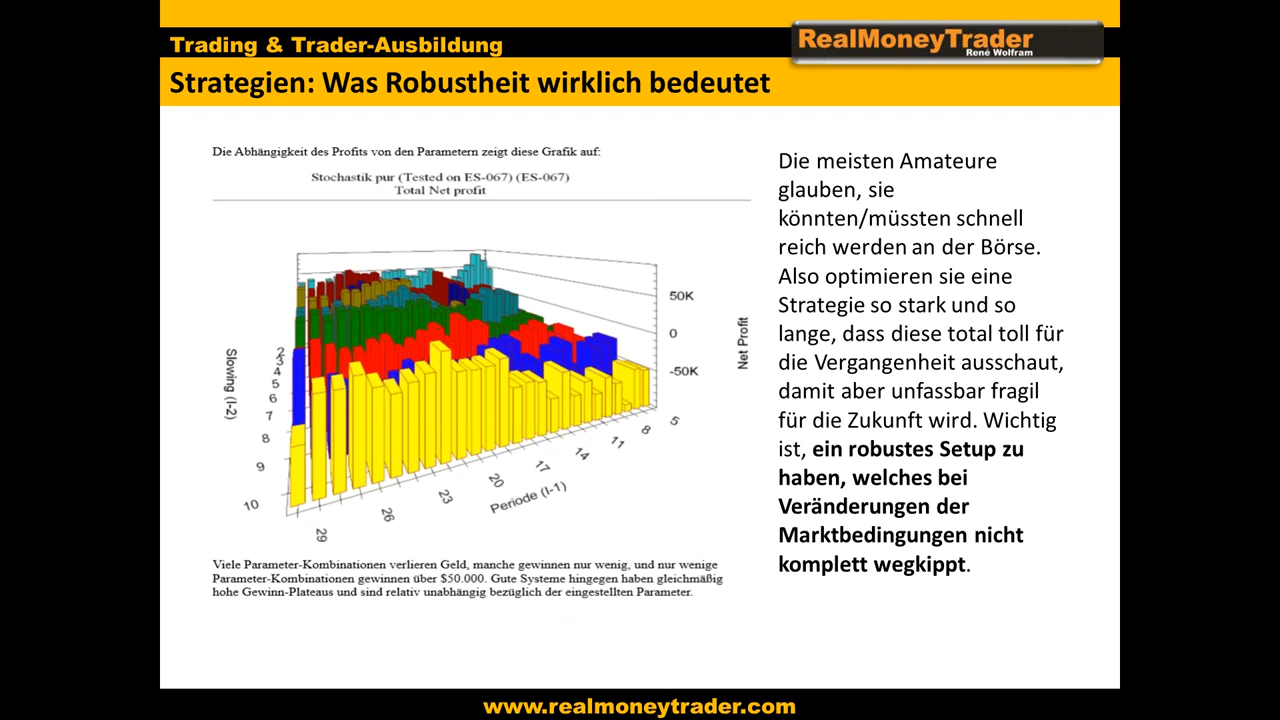 Trading & Trader-Ausbildung
RealMoneyTrader
René Wolfram
Strategien: Was Robustheit wirklich bedeutet
Die Abhängigkeit des Profits von den Parametern zeigt diese Grafik auf:
Stochastik pur (Tested on ES-067) (ES-067)
Total Net profit
50K
0
-50K
Net Profit
Slowing (I-2)
2
3
4
5
6
7
8
9
10
29
26
23
20
17
14
11
8
5
Periode (I-1)
Viele Parameter-Kombinationen verlieren Geld, manche gewinnen nur wenig, und nur wenige
Parameter-Kombinationen gewinnen über $50.000. Gute Systeme hingegen haben gleichmäßig
hohe Gewinn-Plateaus und sind relativ unabhängig bezüglich der eingestellten Parameter.
Die meisten Amateure
glauben, sie
könnten/müssten schnell
reich werden an der Börse.
Also optimieren sie eine
Strategie so stark und so
lange, dass diese total toll für
die Vergangenheit ausschaut,
damit aber unfassbar fragil
für die Zukunft wird. Wichtig
ist, ein robustes Setup zu
haben, welches bei
Veränderungen der
Marktbedingungen nicht
komplett wegkippt.
www.realmoneytrader.com